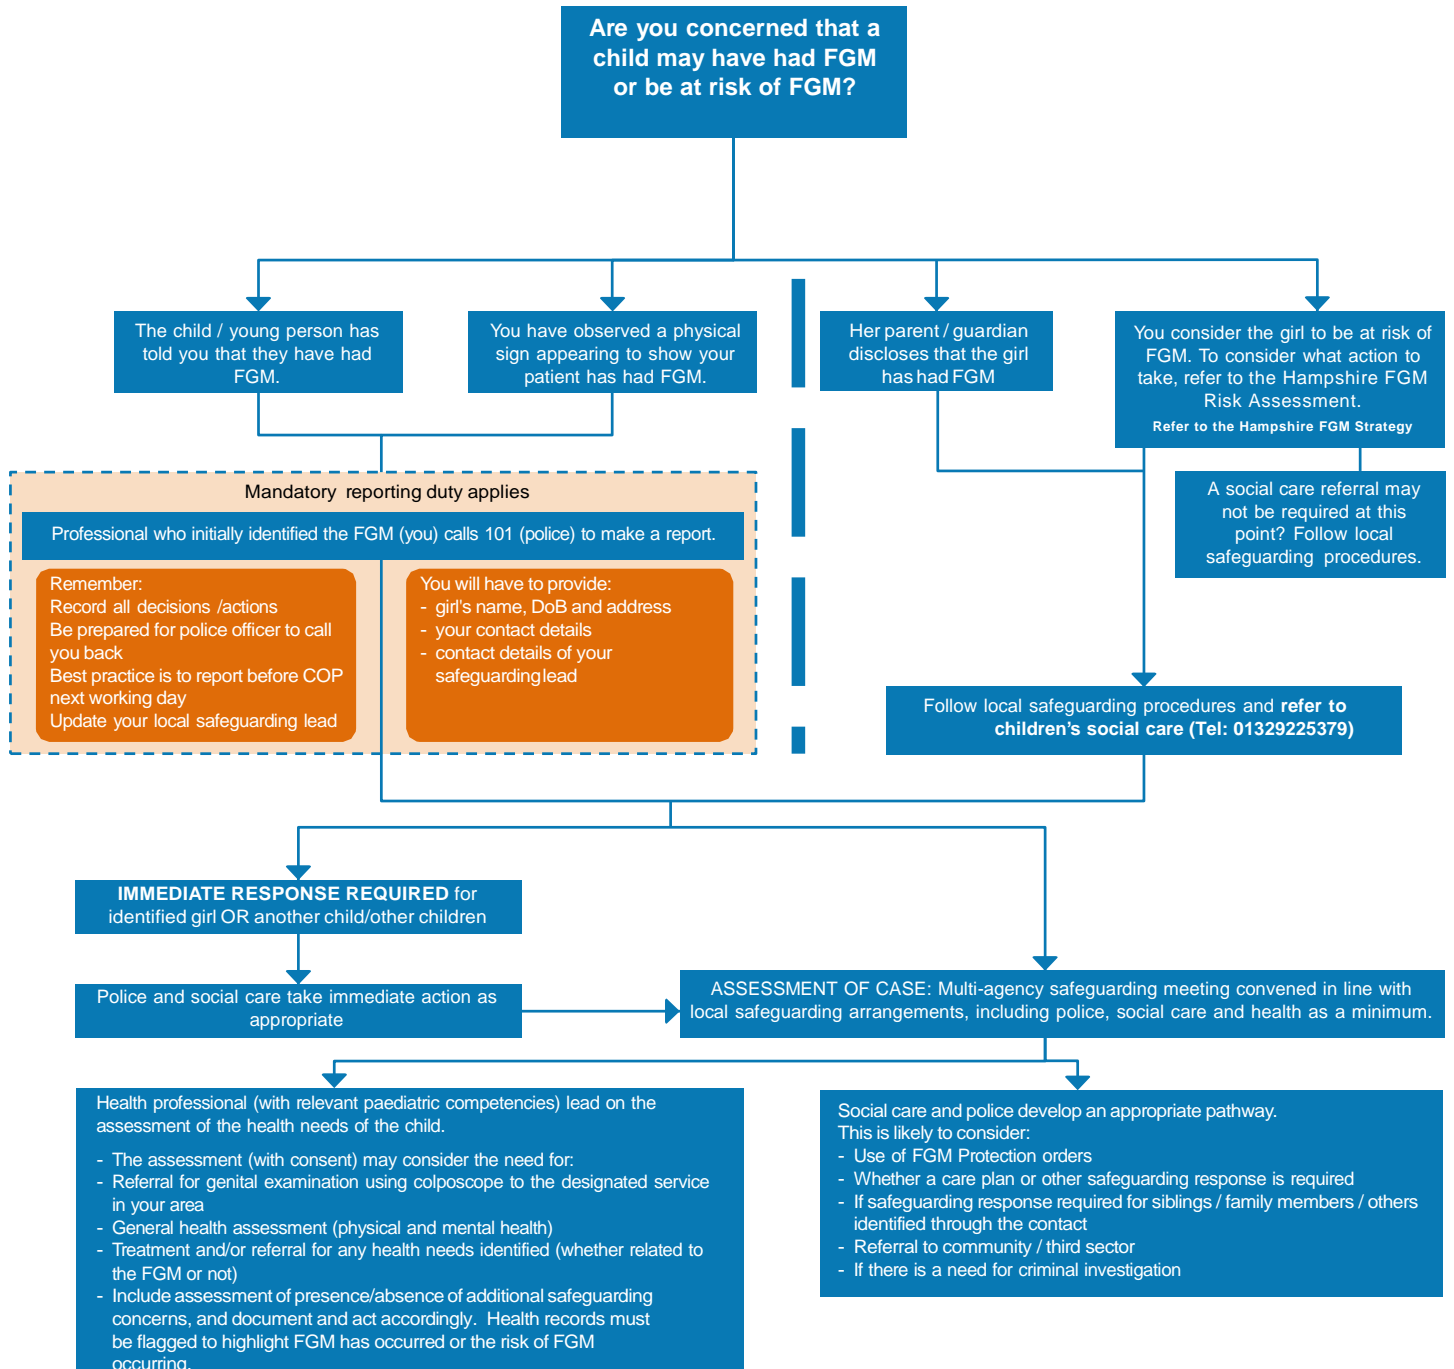 Are you concerned that a
child may have had FGM
or be at risk of FGM?
The child / young person has
told you that they have had
FGM.
You have observed a physical
sign appearing to show your
patient has had FGM.
Her parent / guardian
discloses that the girl
has had FGM
You consider the girl to be at risk of
FGM. To consider what action to
take, refer to the Hampshire FGM
Risk Assessment.
Refer to the Hampshire FGM Strategy
A social care referral may
not be required at this
point? Follow local
safeguarding procedures.
Mandatory reporting duty applies
Professional who initially identified the FGM (you) calls 101 (police) to make a report.
Remember:
Record all decisions /actions
Be prepared for police officer to call
you back
Best practice is to report before COP
next working day
Update your local safeguarding lead
You will have to provide:
- girl's name, DoB and address
- your contact details
- contact details of your
safeguarding lead
Follow local safeguarding procedures and refer to
children's social care (Tel: 01329225379)
IMMEDIATE RESPONSE REQUIRED for
identified girl OR another child/other children
Police and social care take immediate action as
appropriate
ASSESSMENT OF CASE: Multi-agency safeguarding meeting convened in line with
local safeguarding arrangements, including police, social care and health as a minimum.
Health professional (with relevant paediatric competencies) lead on the
assessment of the health needs of the child.
- The assessment (with consent) may consider the need for:
- Referral for genital examination using colposcope to the designated service
in your area
- General health assessment (physical and mental health)
- Treatment and/or referral for any health needs identified (whether related to
the FGM or not)
- Include assessment of presence/absence of additional safeguarding
concerns, and document and act accordingly. Health records must
be flagged to highlight FGM has occurred or the risk of FGM
occurring.
Social care and police develop an appropriate pathway.
This is likely to consider:
- Use of FGM Protection orders
- Whether a care plan or other safeguarding response is required
- If safeguarding response required for siblings / family members / others
identified through the contact
- Referral to community / third sector
- If there is a need for criminal investigation